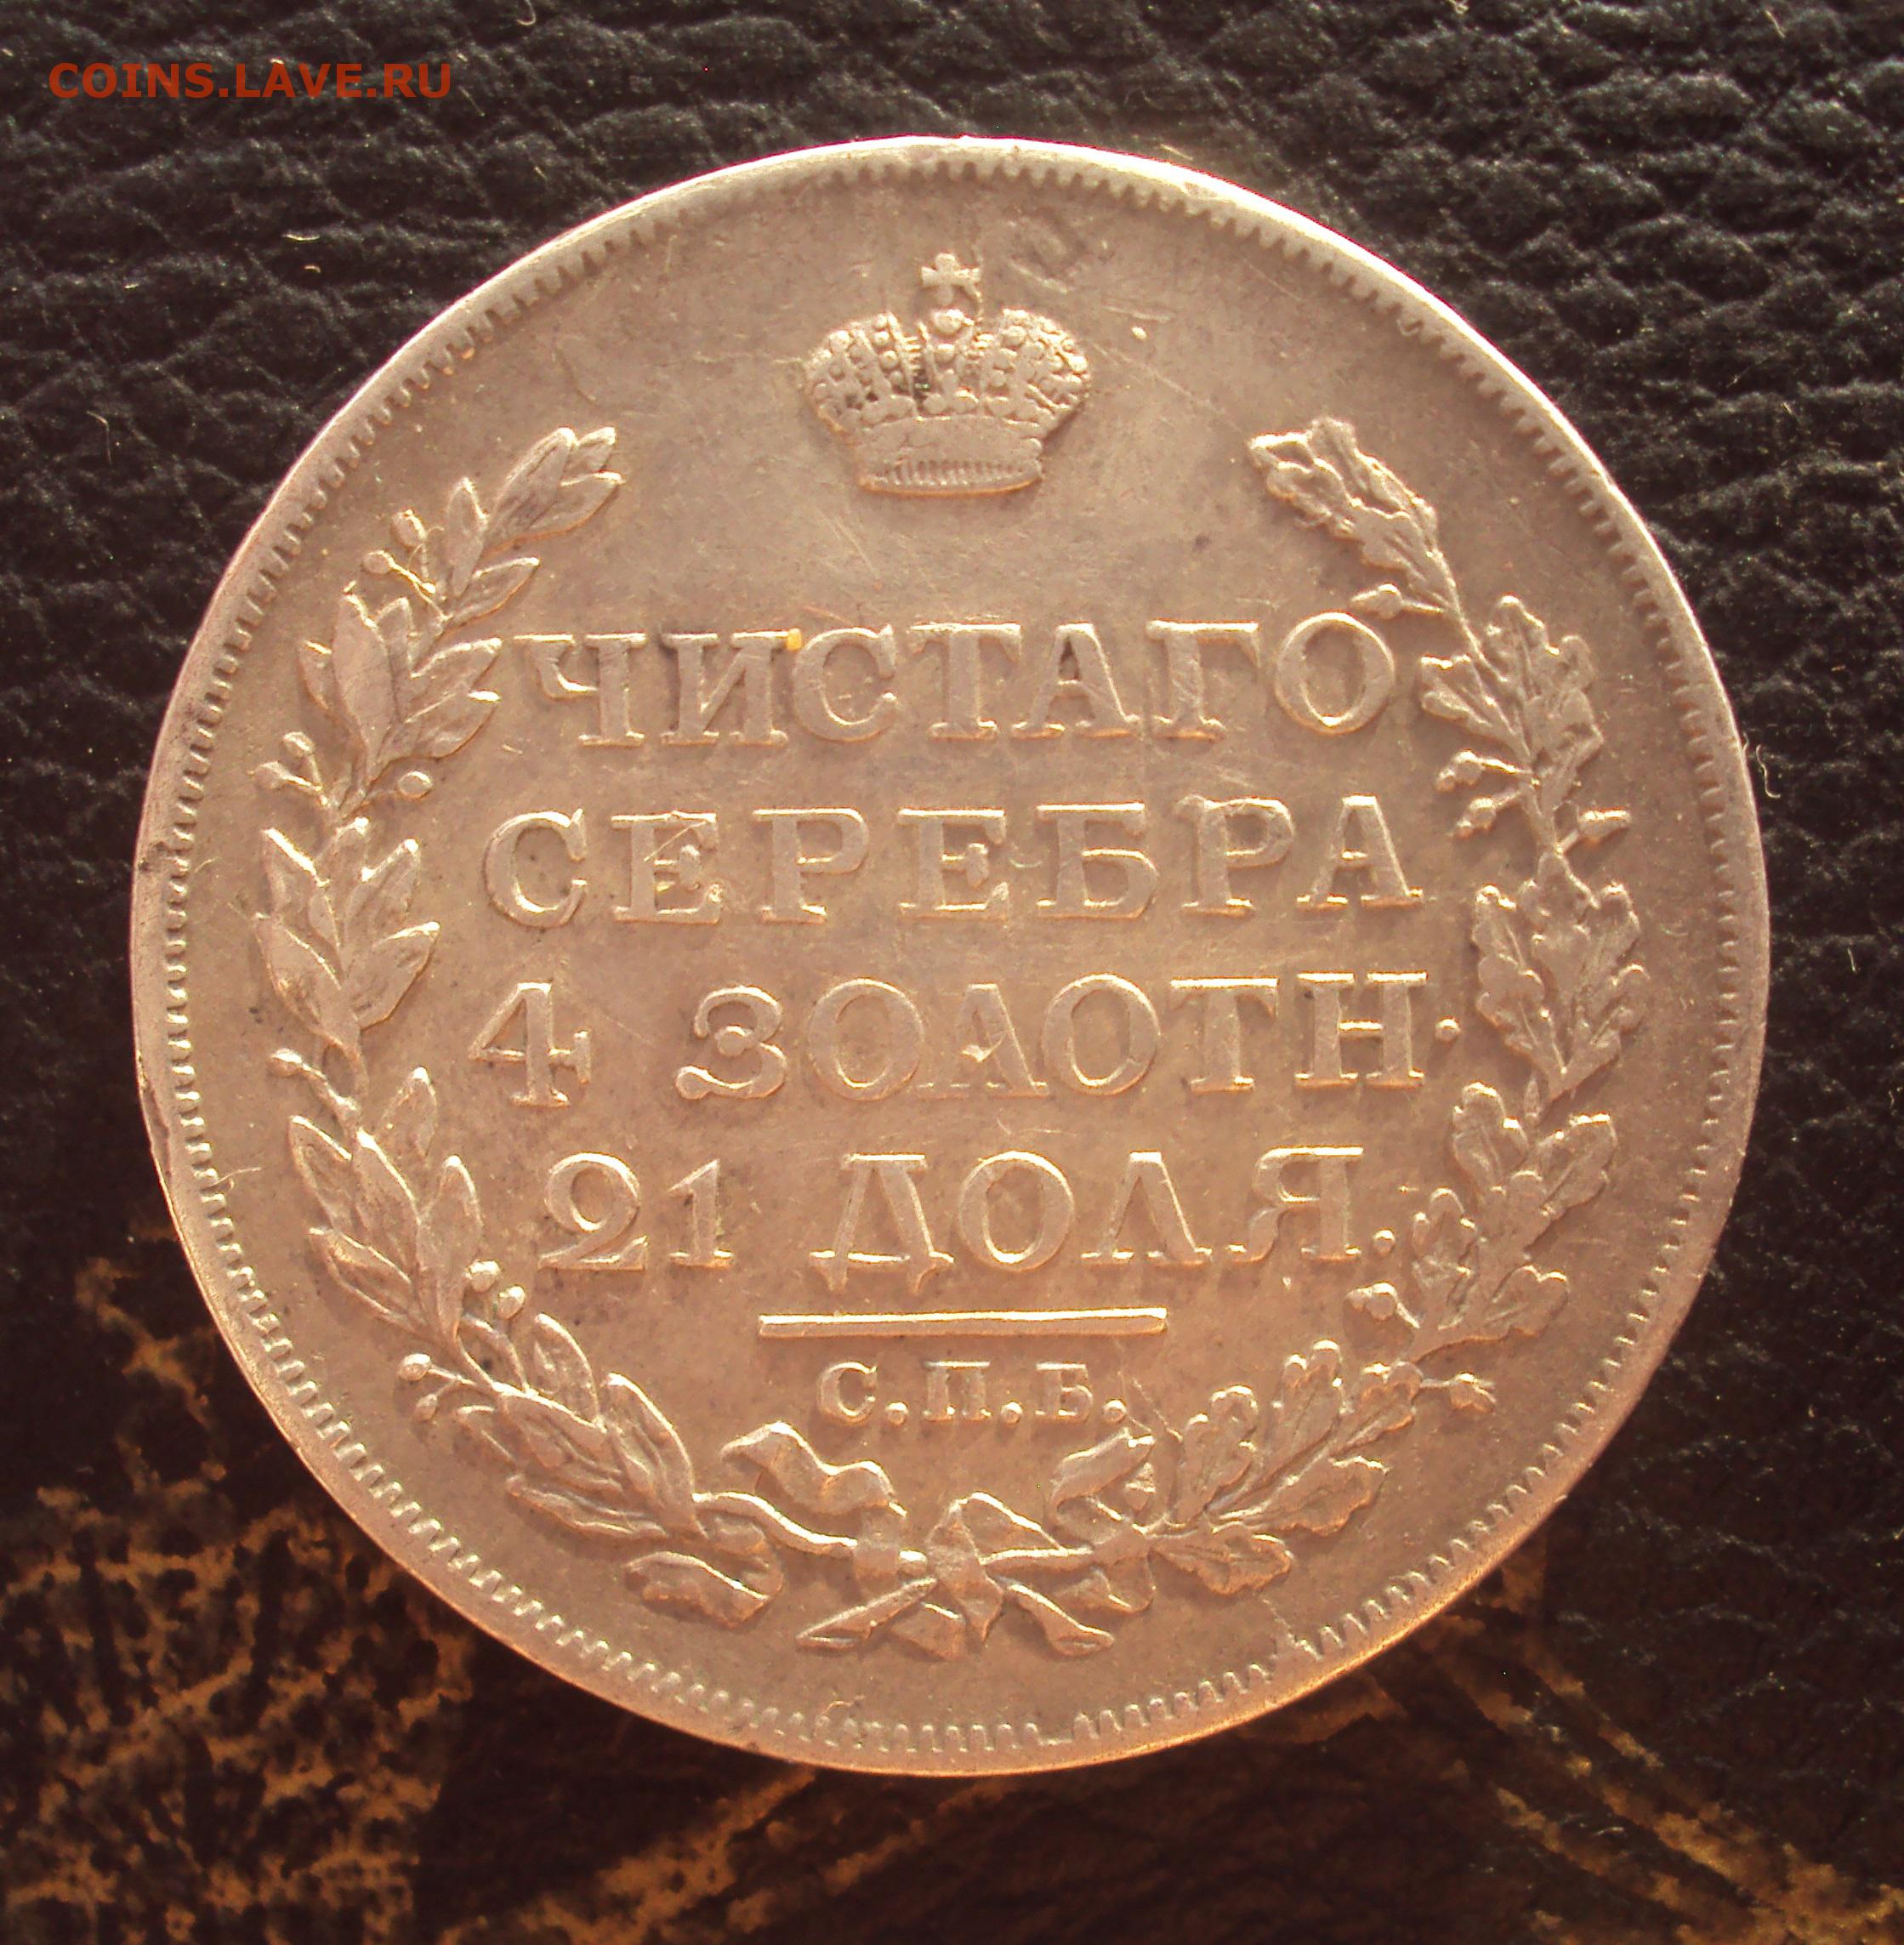 COINS.LAVE.RU
ЧИСТАГО
СЕРЕБРА
4 ЗОЛОТН.
21 ДОЛЯ.
С.П.Б.